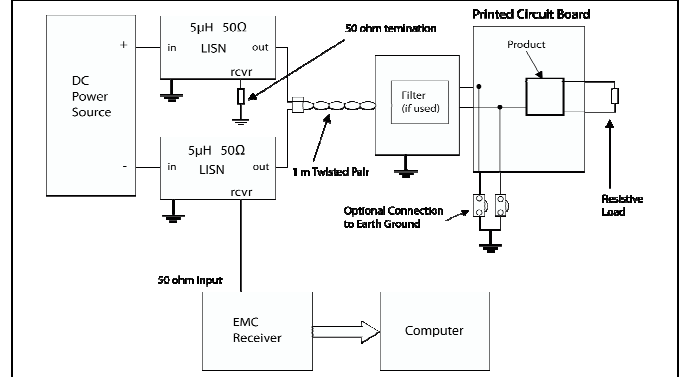 Printed Circuit Board
5µH 50Ω
LISN
+
in
out
rcvr
50 ohm temination
Product
DC
Power
Source
Filter
(if used)
5µH 50Ω
LISN
-
in
out
rcvr
1 m Twisted Pair
Optional Connection
to Earth Ground
Resistive
Load
50 ohm input
EMC
Receiver
Computer